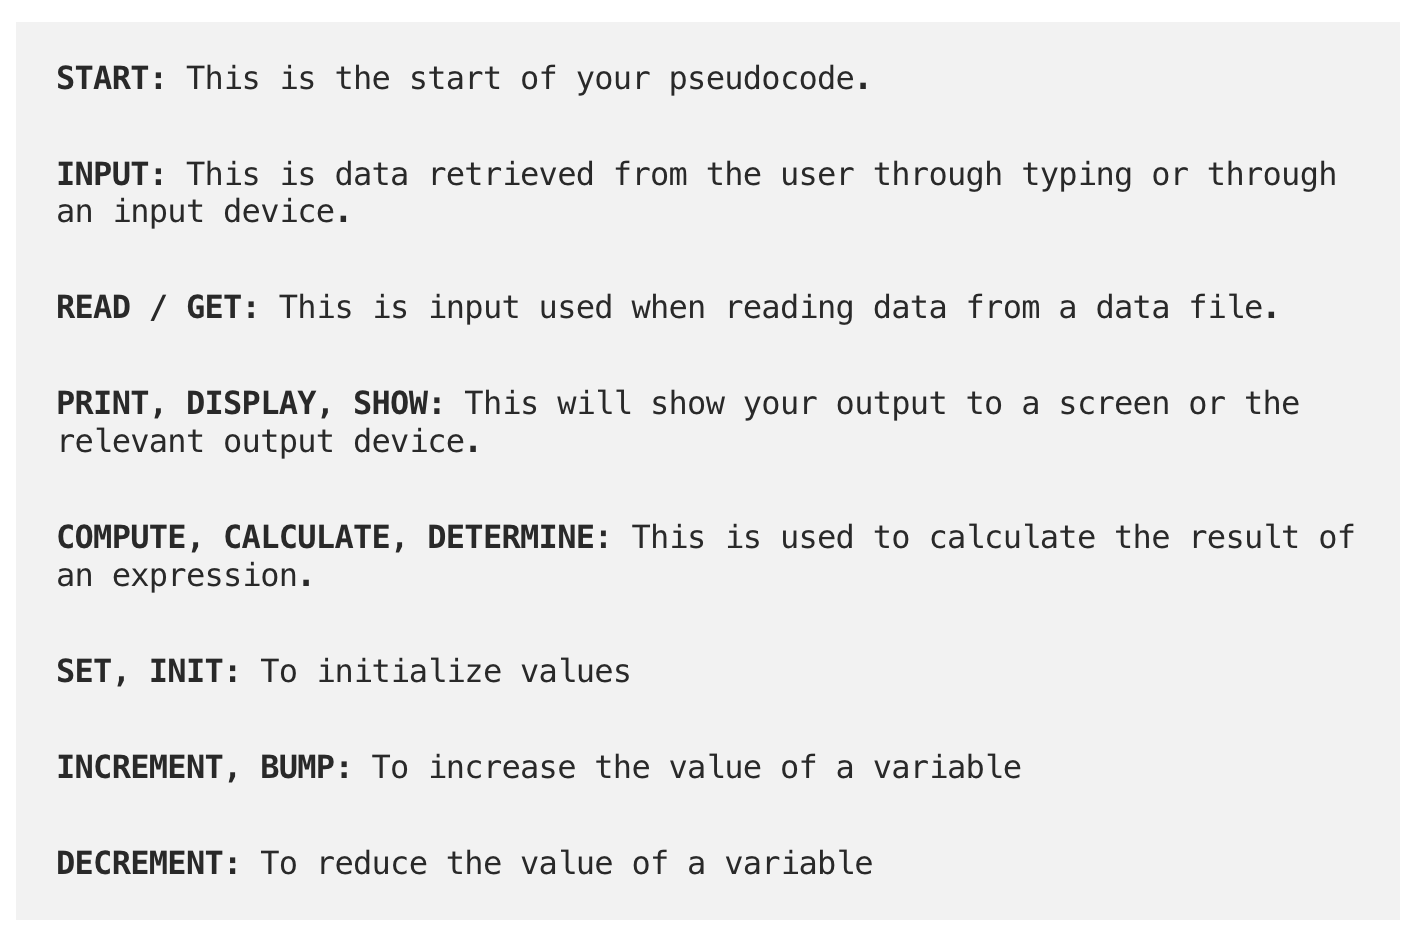 START: This is the start of your pseudocode.
INPUT: This is data retrieved from the user through typing or through
an input device.
READ / GET: This is input used when reading data from a data file.
PRINT, DISPLAY, SHOW: This will show your output to a screen or the
relevant output device.
COMPUTE, CALCULATE, DETERMINE: This is used to calculate the result of
an expression.
SET, INIT: To initialize values
INCREMENT, BUMP: To increase the value of a variable
DECREMENT: To reduce the value of a variable